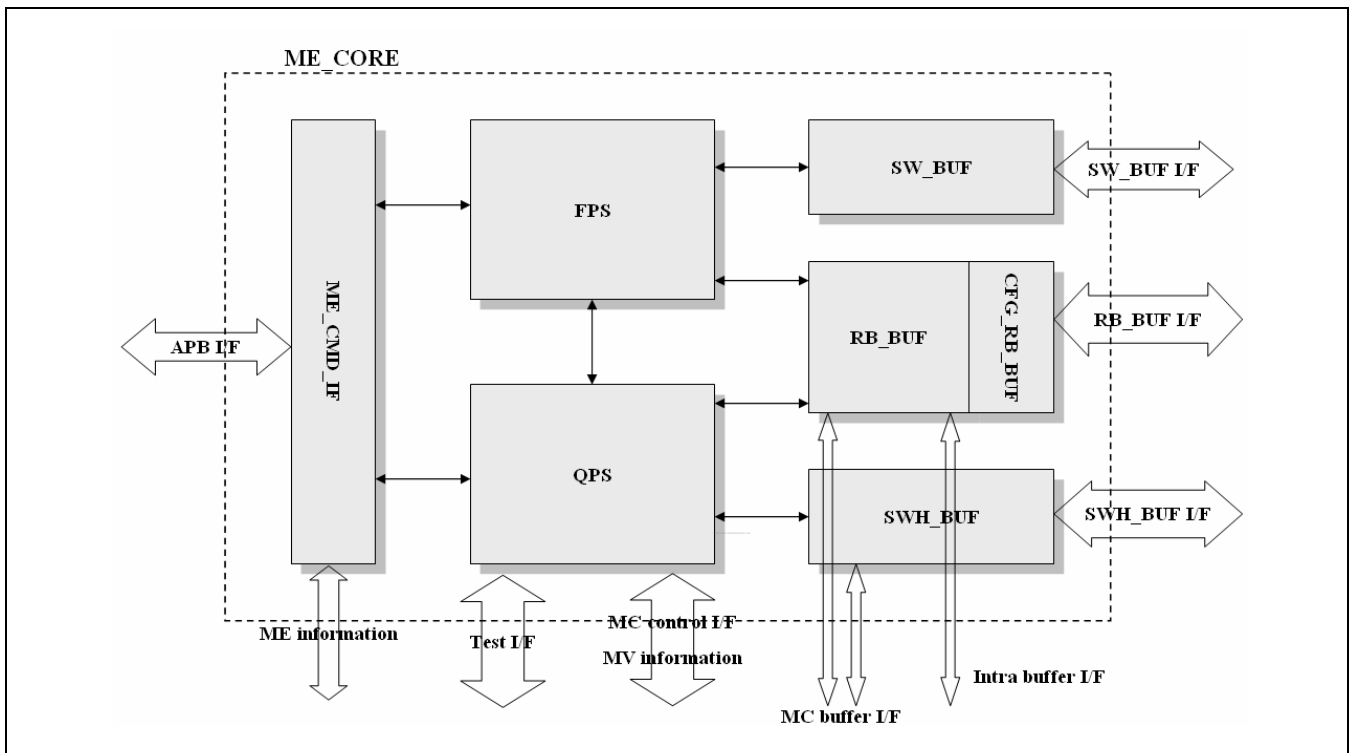 ME_CORE
SW_BUF
SW_BUF I/F
FPS
ME_CMD_IF
CFG_RB_BUF
RB_BUF I/F
RB_BUF
APB I/F
QPS
SWH_BUF
SWH_BUF I/F
ME information
Test I/F
MC control I/F
MV information
Intra buffer I/F
MC buffer I/F